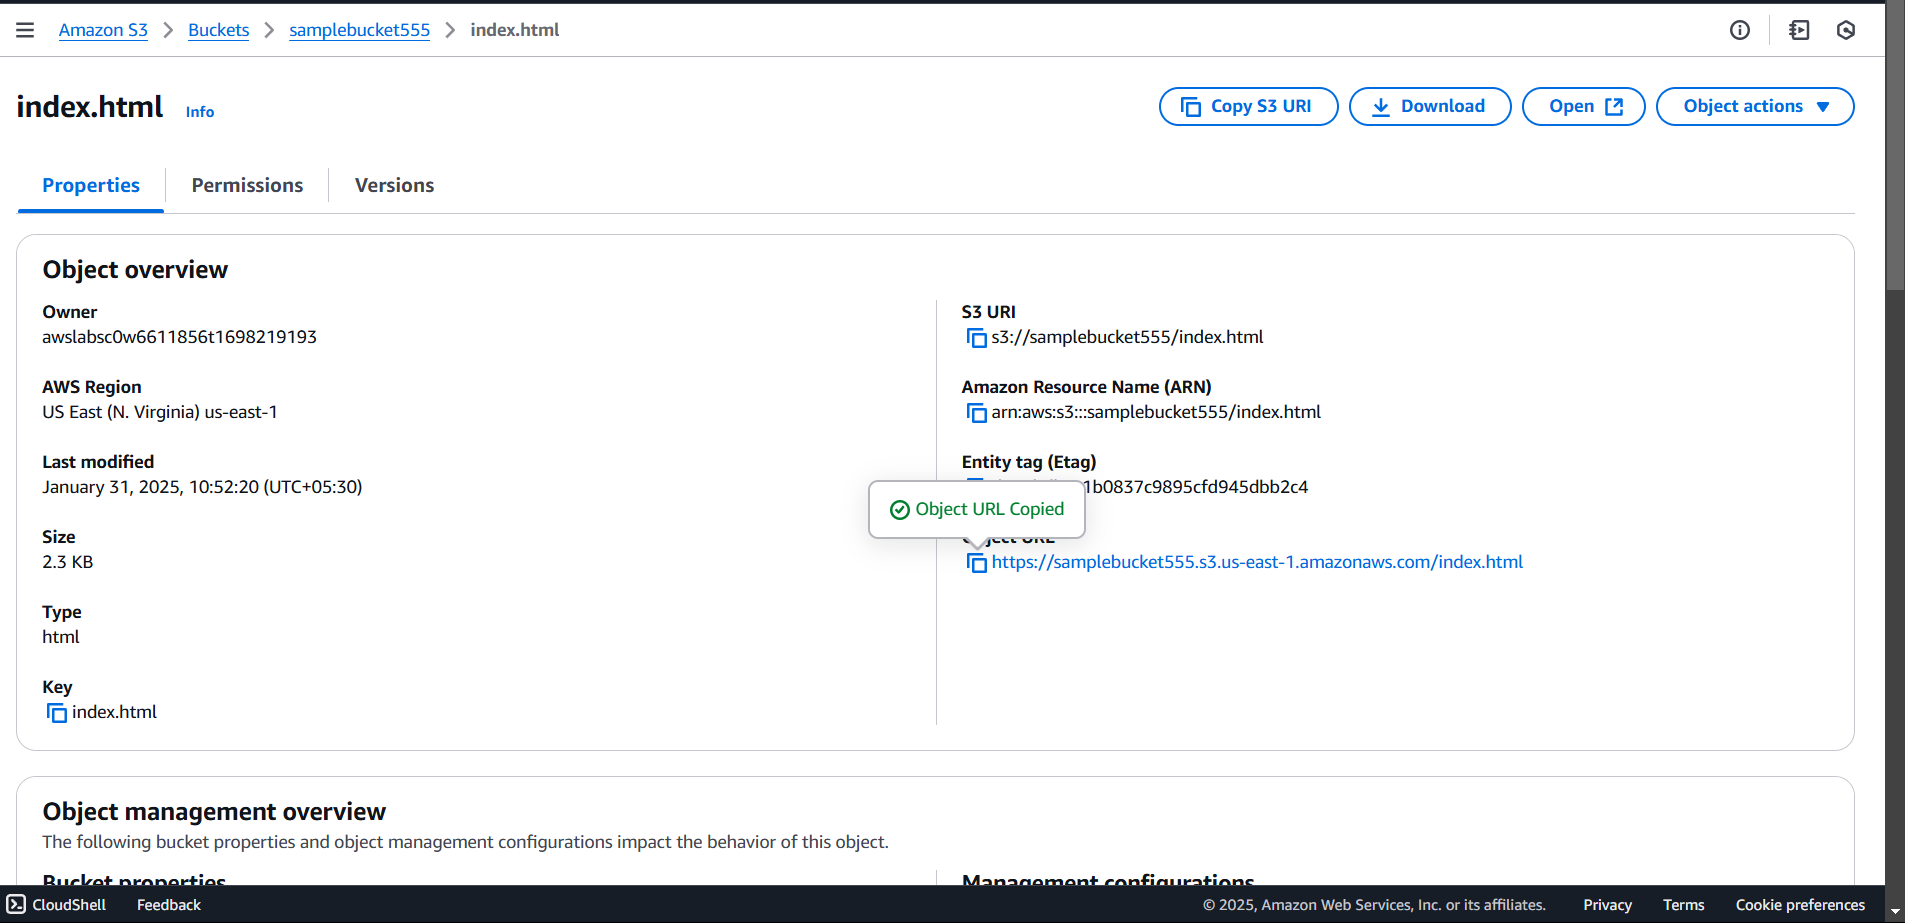 Amazon S3 > Buckets > samplebucket555 > index.html
index.html Info
Copy S3 URI Download Open Object actions
Properties Permissions Versions
Object overview
Owner
awslabsc0w6611856t1698219193
AWS Region
US East (N. Virginia) us-east-1
Last modified
January 31, 2025, 10:52:20 (UTC+05:30)
Size
2.3 KB
Type
html
Key
index.html
S3 URI
s3://samplebucket555/index.html
Amazon Resource Name (ARN)
arn:aws:s3:::samplebucket555/index.html
Entity tag (Etag)
1b0837c9895cfd945dbb2c4
Object URL Copied
Object URL
https://samplebucket555.s3.us-east-1.amazonaws.com/index.html
Object management overview
The following bucket properties and object management configurations impact the behavior of this object.
Bucket properties
Management configurations
CloudShell Feedback
© 2025, Amazon Web Services, Inc. or its affiliates. Privacy Terms Cookie preferences